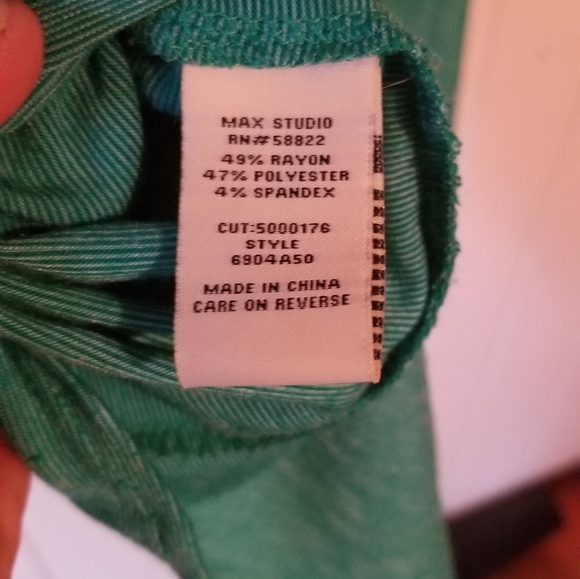 MAX STUDIO
RN#58822
49% RAYON
47% POLYESTER
4% SPANDEX
CUT:5000176
STYLE
6904A50
MADE IN CHINA
CARE ON REVERSE